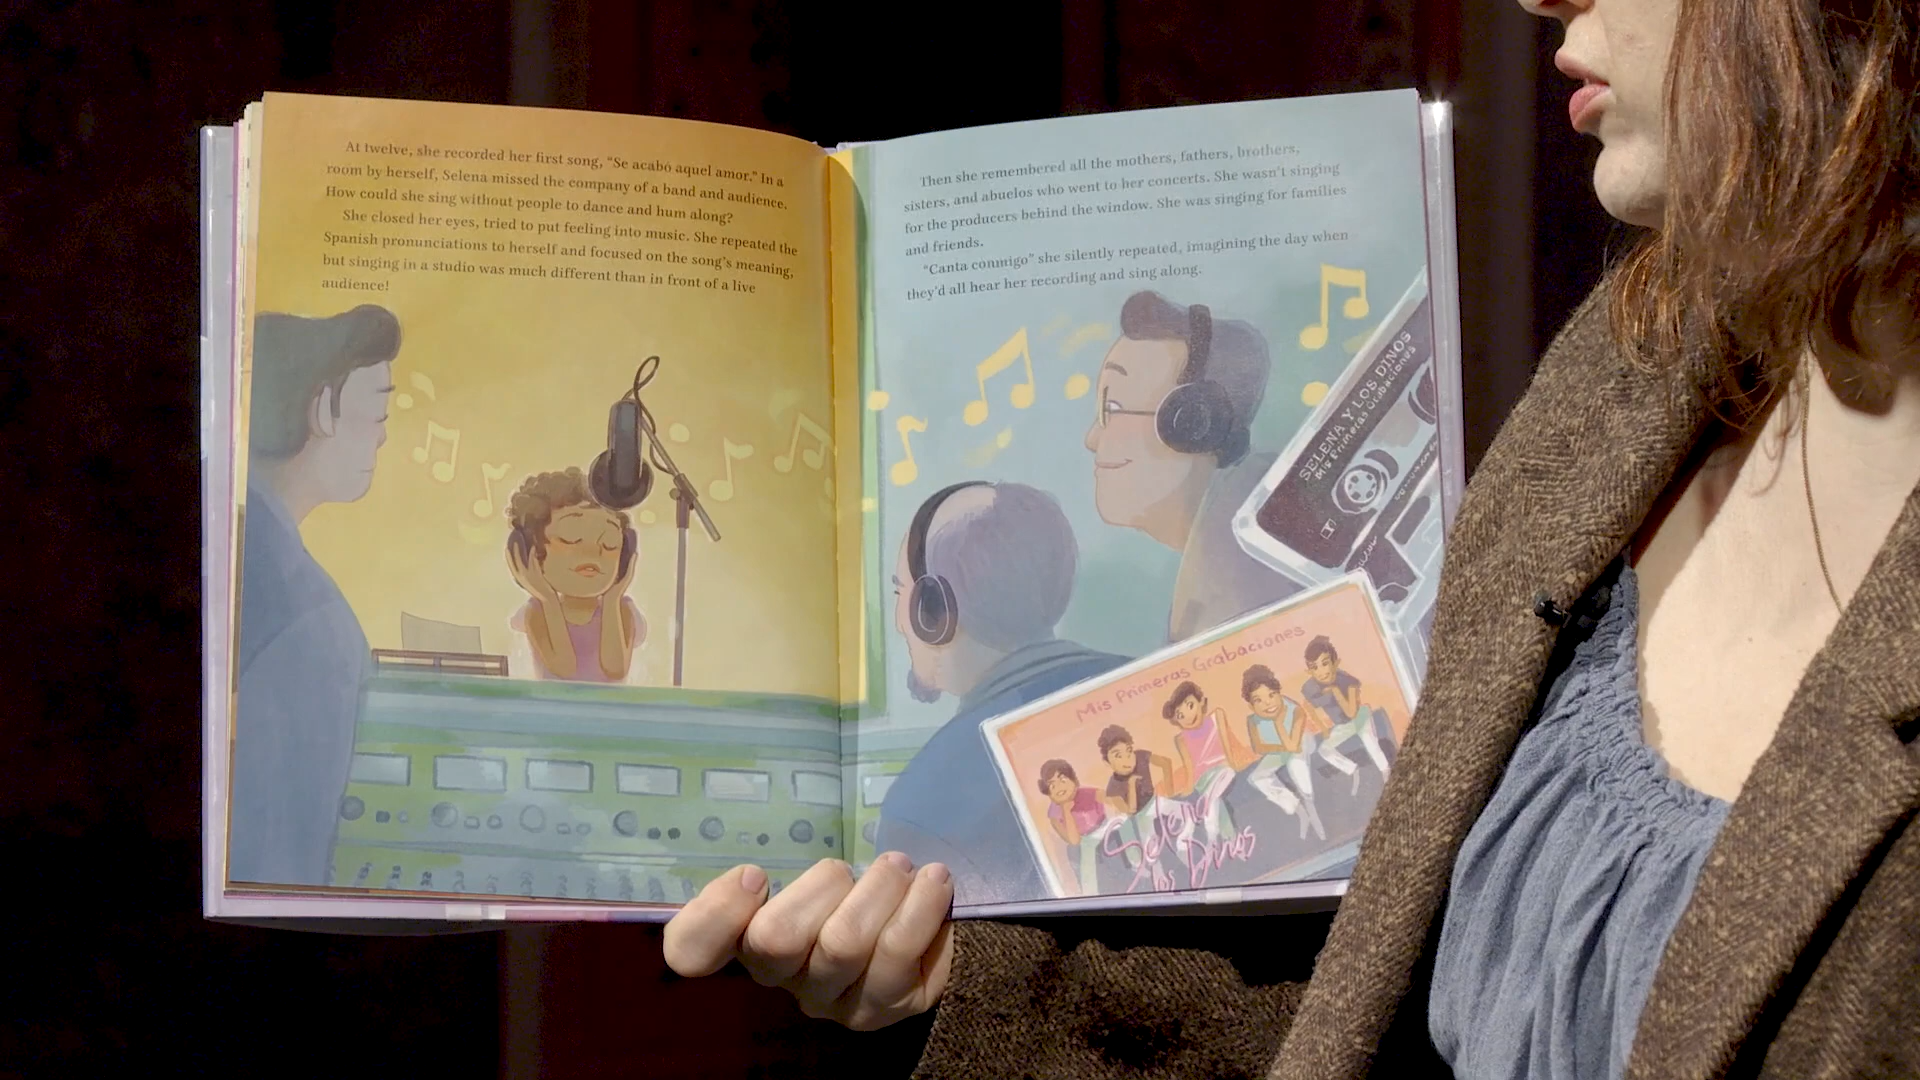 At twelve, she recorded her first song, “Se acabó aquel amor.” In a
room by herself, Selena missed the company of a band and audience.
How could she sing without people to dance and hum along?
She closed her eyes, tried to put feeling into music. She repeated the
Spanish pronunciations to herself and focused on the song's meaning,
but singing in a studio was much different than in front of a live
audience!
Then she remembered all the mothers, fathers, brothers,
sisters, and abuelos who went to her concerts. She wasn't singing
for the producers behind the window. She was singing for families
and friends.
“Canta conmigo” she silently repeated, imagining the day when
they'd all hear her recording and sing along.
SELENA Y LOS DINOS
Mis Primeras Grabaciones
Mis Primeras Grabaciones
Selena
los Dinos